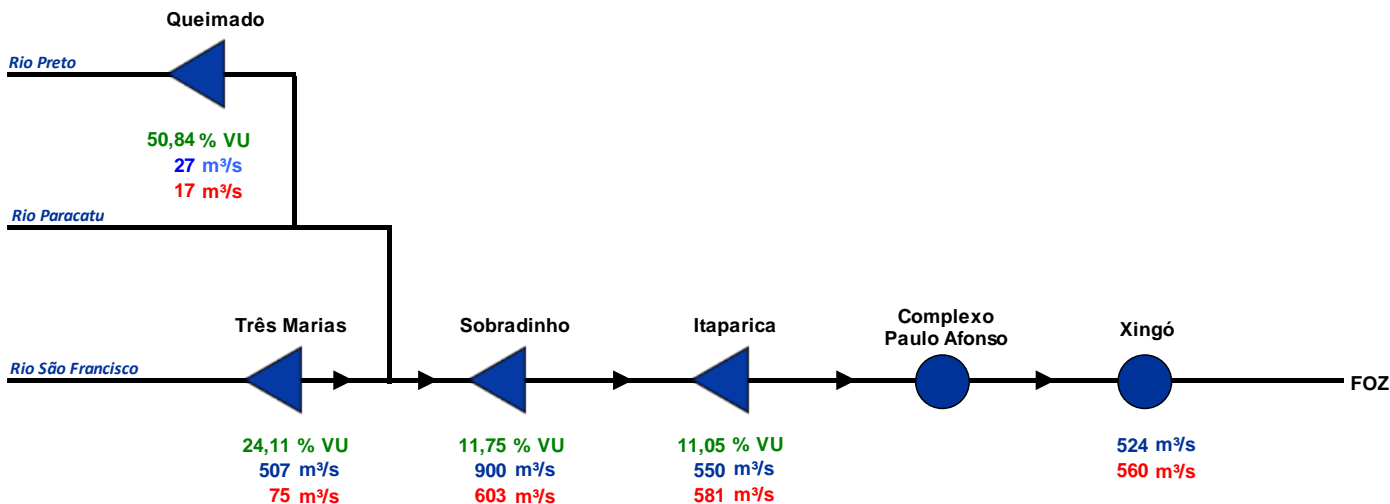 Queimado
Rio Preto
50,84 % VU
27 m³/s
17 m³/s
Rio Paracatu
Três Marias
Sobradinho
Itaparica
Complexo
Paulo Afonso
Xingó
Rio São Francisco
FOZ
24,11 % VU
507 m³/s
75 m³/s
11,75 % VU
900 m³/s
603 m³/s
11,05 % VU
550 m³/s
581 m³/s
524 m³/s
560 m³/s